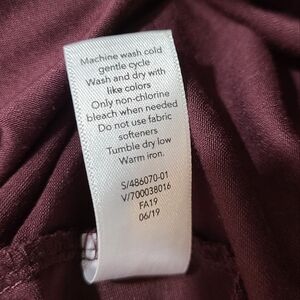 Machine wash cold
gentle cycle
Wash and dry with
like colors
Only non-chlorine
bleach when needed
Do not use fabric
softeners
Tumble dry low
Warm iron.
S/486070-01
V/700038016
FA19
06/19